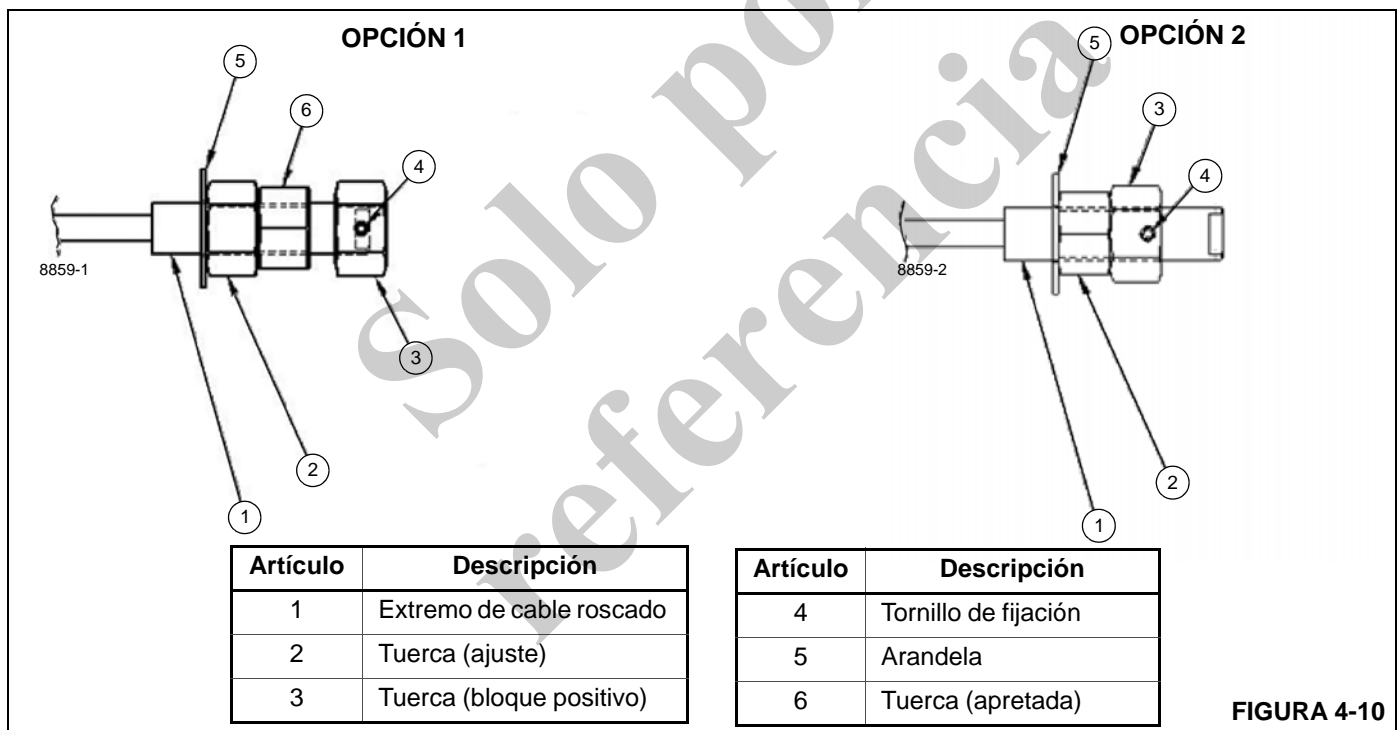 OPCIÓN 1
5
6
4
8859-1
3
2
1
OPCIÓN 2
5
3
4
8859-2
2
1
Artículo Descripción
1 Extremo de cable roscado
2 Tuerca (ajuste)
3 Tuerca (bloque positivo)
Artículo Descripción
4 Tornillo de fijación
5 Arandela
6 Tuerca (apretada)
FIGURA 4-10
Solo por
referencia